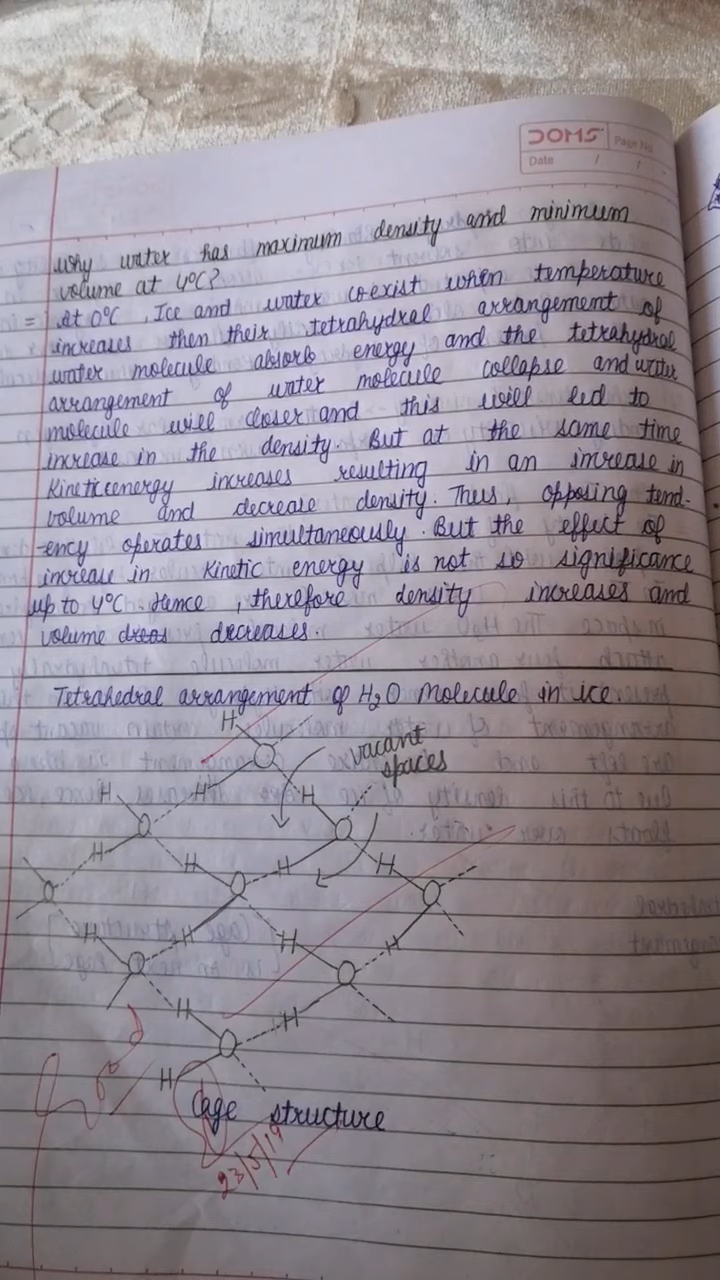 DOMS
Page No
Date / /
Why water has maximum density and minimum
volume at 4°C?
= At 0°C, Ice and water coexist when temperature
increases then their tetrahydral arrangement of
water molecule absorb energy and the tetrahydral
arrangement of water molecule collapse and water
molecule will closer and this will led to
increase in the density. But at the same time
Kinetic energy increases resulting in an increase in
volume and decrease density. Thus, opposing tend-
-ency operates simultaneously. But the effect of
increase in Kinetic energy is not so significance
up to 4°C Hence, therefore density increases and
volume dreas decreases.
Tetrahedral arrangement of H2O Molecule in ice.
H
vacant
spaces
H H H
O O O
H H H H
O O O
H H H H
O O
H H
O
H
Good
Cage structure
23/5/19